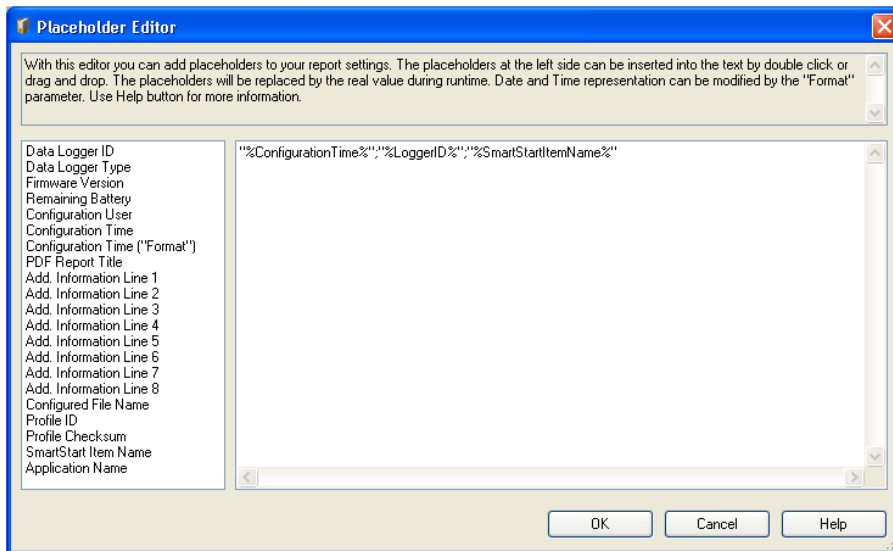 Placeholder Editor
With this editor you can add placeholders to your report settings. The placeholders at the left side can be inserted into the text by double click or
drag and drop. The placeholders will be replaced by the real value during runtime. Date and Time representation can be modified by the "Format"
parameter. Use Help button for more information.
Data Logger ID
Data Logger Type
Firmware Version
Remaining Battery
Configuration User
Configuration Time
Configuration Time ("Format")
PDF Report Title
Add. Information Line 1
Add. Information Line 2
Add. Information Line 3
Add. Information Line 4
Add. Information Line 5
Add. Information Line 6
Add. Information Line 7
Add. Information Line 8
Configured File Name
Profile ID
Profile Checksum
SmartStart Item Name
Application Name
"%ConfigurationTime%";"%LoggerID%";"%SmartStartItemName%"
OK
Cancel
Help